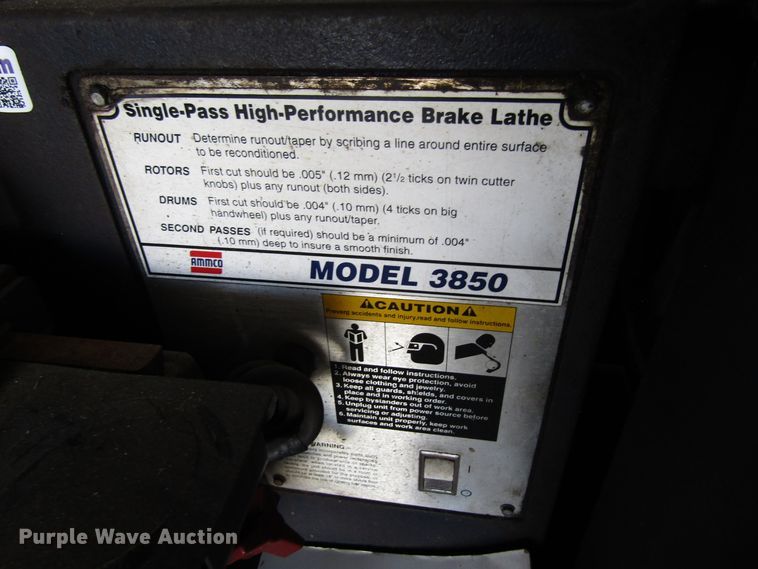 m
Single-Pass High-Performance Brake Lathe
RUNOUT Determine runout/taper by scribing a line around entire surface
to be reconditioned.
ROTORS First cut should be .005" (.12 mm) (2 1/2 ticks on twin cutter
knobs) plus any runout (both sides).
DRUMS First cut should be .004" (.10 mm) (4 ticks on big
handwheel) plus any runout/taper.
SECOND PASSES (if required) should be a minimum of .004"
(.10 mm) deep to insure a smooth finish.
AMMCO
MODEL 3850
CAUTION
Prevent accidents and injury,read and follow instructions.
1. Read and follow instructions.
2. Always wear eye protection, avoid
loose clothing and jewelry.
3. Keep all guards, shields, and covers in
place and in working order.
4. Keep bystanders out of work area.
5. Unplug unit from power source before
servicing or adjusting.
6. Maintain unit properly, keep work
surfaces and work area clean.
WARNING
Purple Wave Auction